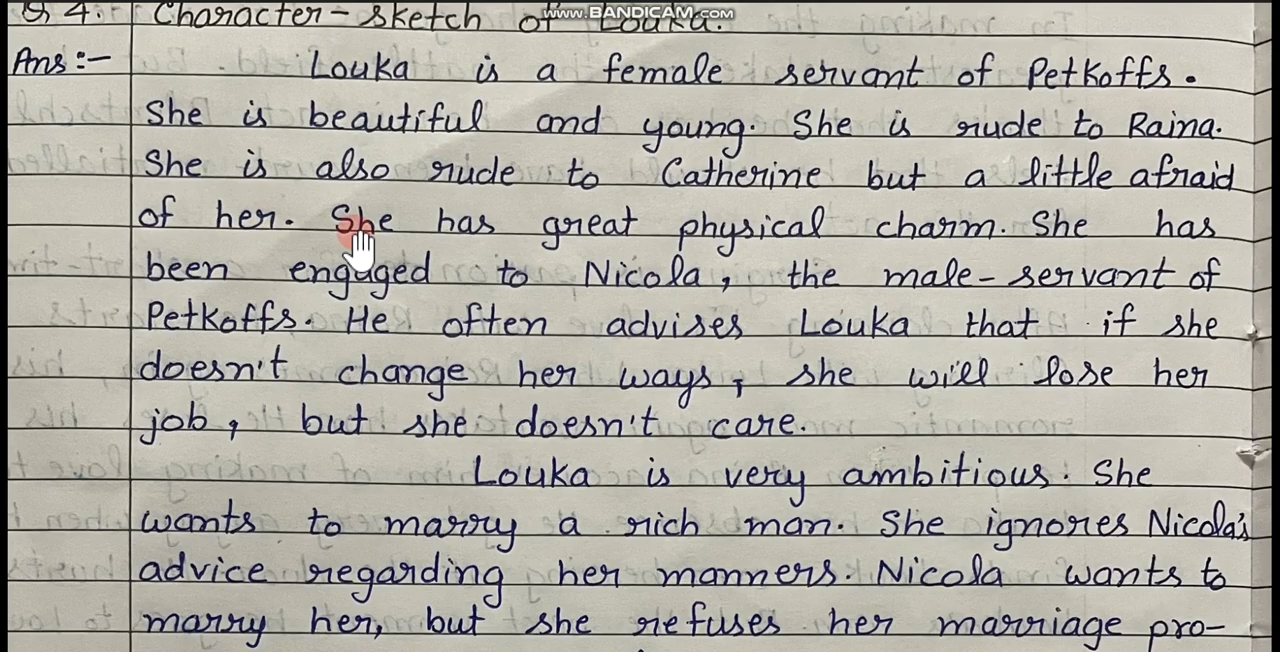 www.BANDICAM.com
Q 4. Character-sketch of Louka.
Ans :- Louka is a female servant of Petkoffs.
She is beautiful and young. She is rude to Raina.
She is also rude to Catherine but a little afraid
of her. She has great physical charm. She has
been engaged to Nicola, the male-servant of
Petkoffs. He often advises Louka that if she
doesn't change her ways, she will lose her
job, but she doesn't care.
Louka is very ambitious. She
wants to marry a rich man. She ignores Nicola's
advice regarding her manners. Nicola wants to
marry her, but she refuses her marriage pro-